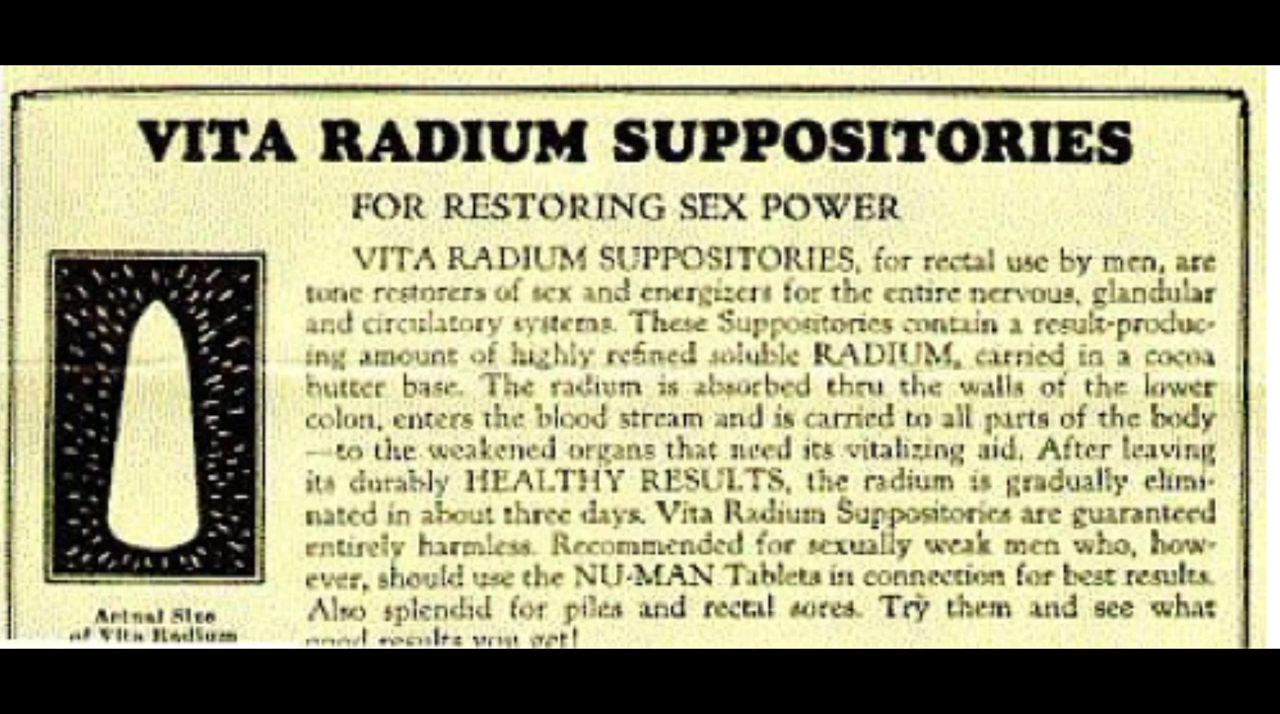 VITA RADIUM SUPPOSITORIES
FOR RESTORING SEX POWER
VITA RADIUM SUPPOSITORIES, for rectal use by men, are
tone restorers of sex and energizers for the entire nervous, glandular
and circulatory systems. These Suppositories contain a result-produc-
ing amount of highly refined soluble RADIUM, carried in a cocoa
butter base. The radium is absorbed thru the walls of the lower
colon, enters the blood stream and is carried to all parts of the body
—to the weakened organs that need its vitalizing aid. After leaving
its durably HEALTHY RESULTS, the radium is gradually elimi-
nated in about three days. Vita Radium Suppositories are guaranteed
entirely harmless. Recommended for sexually weak men who, how-
ever, should use the NU-MAN Tablets in connection for best results.
Also splendid for piles and rectal sores. Try them and see what
good results you get!
Actual Size
of Vita Radium